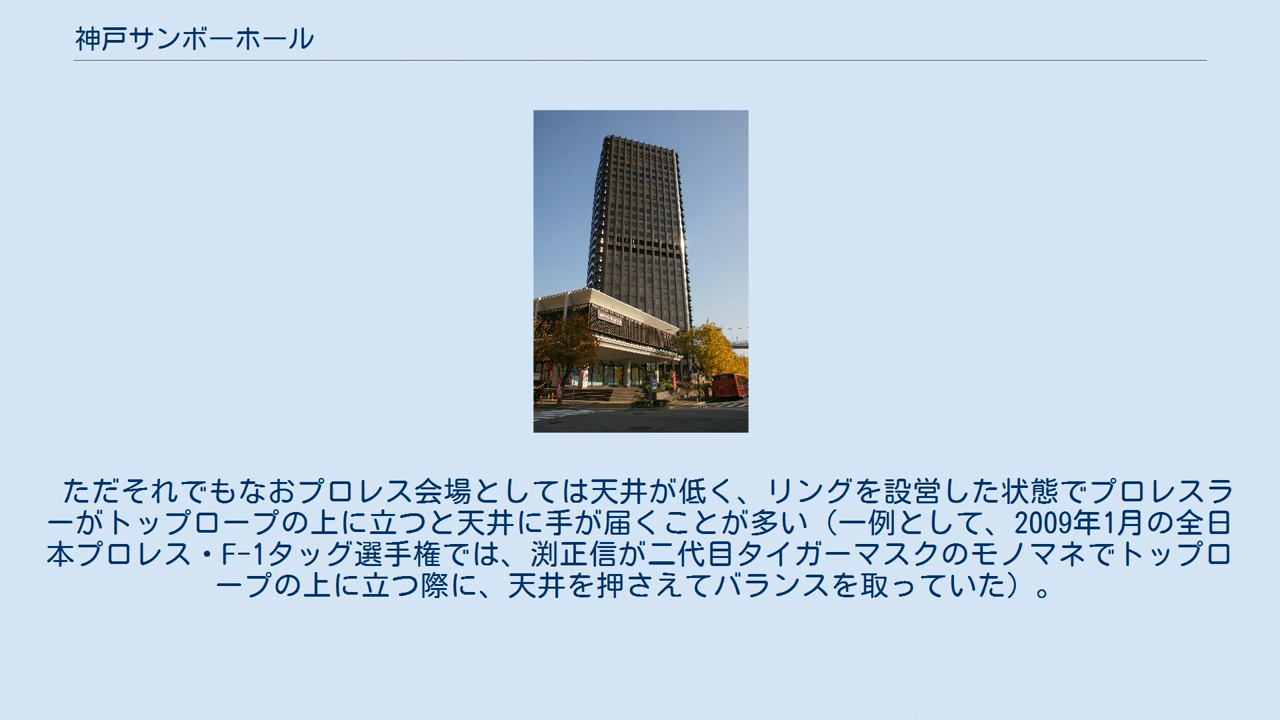 神戸サンボーホール
ただそれでもなおプロレス会場としては天井が低く、リングを設営した状態でプロレスラ
ーがトップロープの上に立つと天井に手が届くことが多い（一例として、2009年1月の全日
本プロレス・F-1タッグ選手権では、渕正信が二代目タイガーマスクのモノマネでトップロ
ープの上に立つ際に、天井を押さえてバランスを取っていた）。